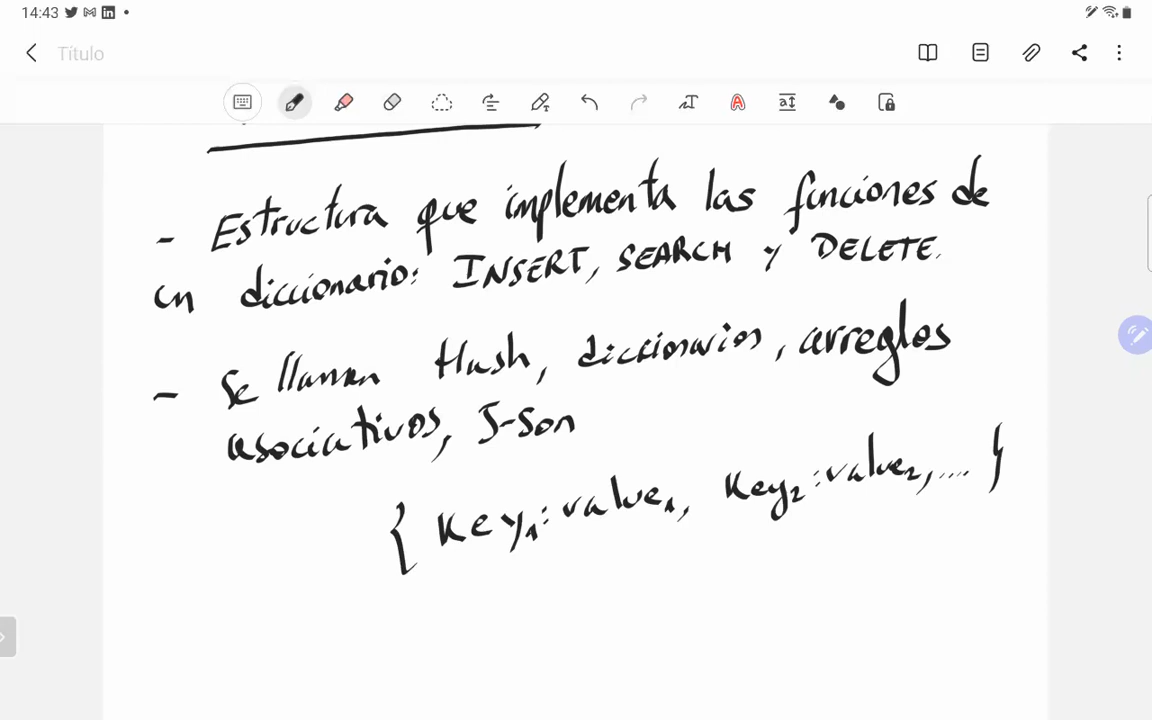 14:43
Título
- Estructura que implementa las funciones de
un diccionario: INSERT, SEARCH y DELETE.
- Se llaman Hash, diccionarios, arreglos
asociativos, J-Son
{ Key1: value1, Key2: value2, .... }